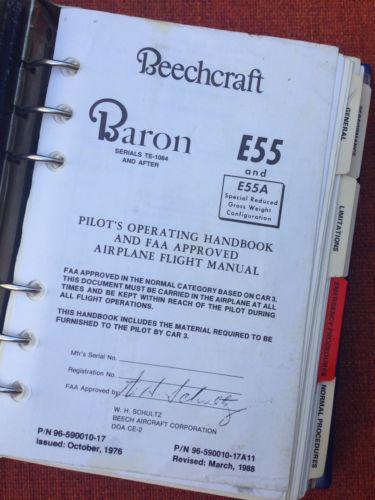 Beechcraft
Baron
SERIALS TE-1084
AND AFTER
E55
and
E55A
Special Reduced
Gross Weight
Configuration
PILOT'S OPERATING HANDBOOK
AND FAA APPROVED
AIRPLANE FLIGHT MANUAL
FAA APPROVED IN THE NORMAL CATEGORY BASED ON CAR 3.
THIS DOCUMENT MUST BE CARRIED IN THE AIRPLANE AT ALL
TIMES AND BE KEPT WITHIN REACH OF THE PILOT DURING
ALL FLIGHT OPERATIONS.
THIS HANDBOOK INCLUDES THE MATERIAL REQUIRED TO BE
FURNISHED TO THE PILOT BY CAR 3.
Mfr's Serial No.
Registration No.
FAA Approved by W. H. Schultz
W. H. SCHULTZ
BEECH AIRCRAFT CORPORATION
DOA CE-2
P/N 96-590010-17
Issued: October, 1976
P/N 96-590010-17A11
Revised: March, 1988
GENERAL
PERFORMANCE
LIMITATIONS
EMERGENCY PROCEDURES
NORMAL PROCEDURES